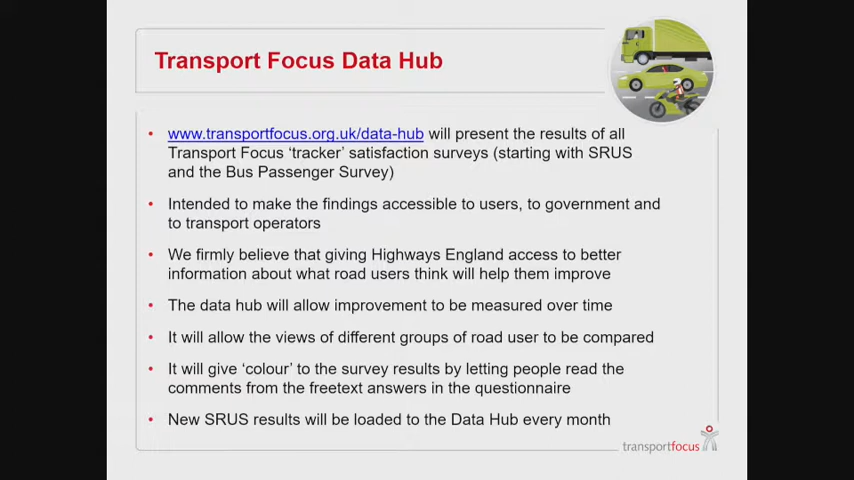 Transport Focus Data Hub
• www.transportfocus.org.uk/data-hub will present the results of all
Transport Focus ‘tracker’ satisfaction surveys (starting with SRUS
and the Bus Passenger Survey)
• Intended to make the findings accessible to users, to government and
to transport operators
• We firmly believe that giving Highways England access to better
information about what road users think will help them improve
• The data hub will allow improvement to be measured over time
• It will allow the views of different groups of road user to be compared
• It will give ‘colour’ to the survey results by letting people read the
comments from the freetext answers in the questionnaire
• New SRUS results will be loaded to the Data Hub every month
transportfocus